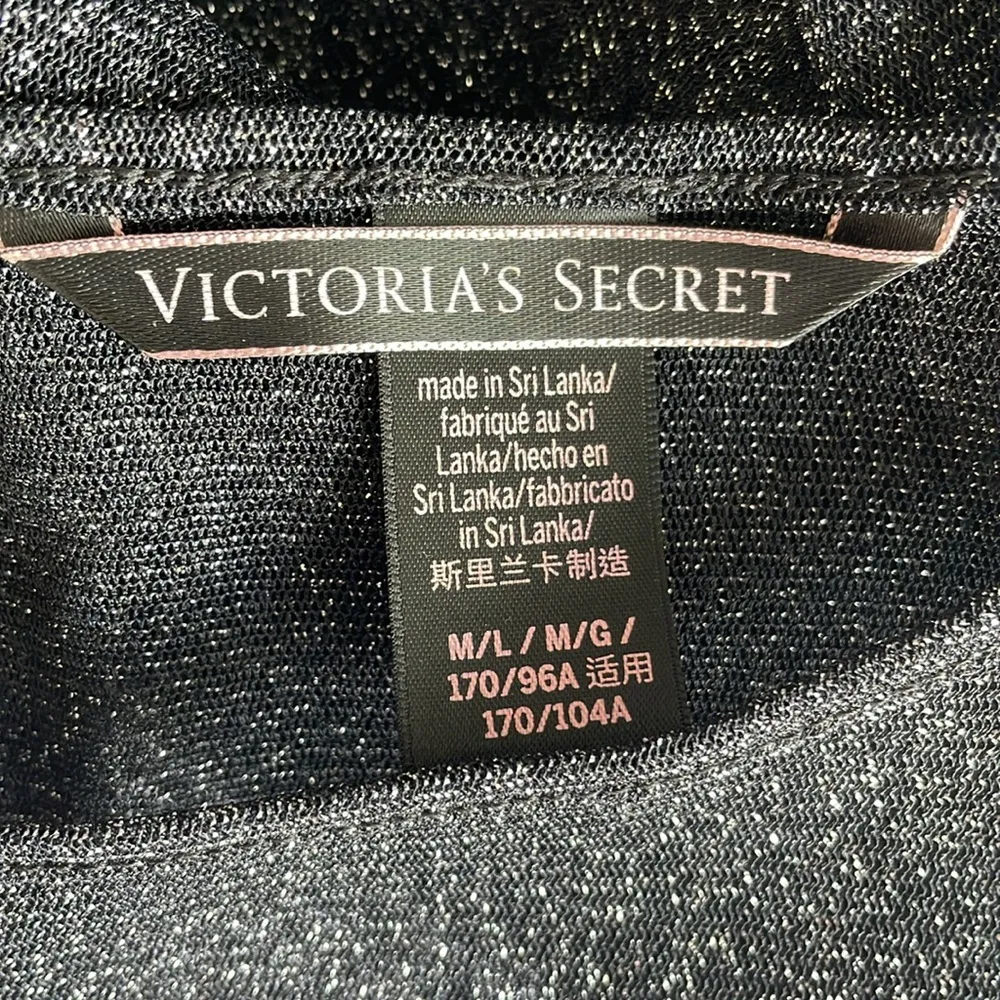 VICTORIA'S SECRET
made in Sri Lanka/
fabriqué au Sri
Lanka/hecho en
Sri Lanka/fabbricato
in Sri Lanka/
斯里兰卡制造
M/L / M/G /
170/96A 适用
170/104A